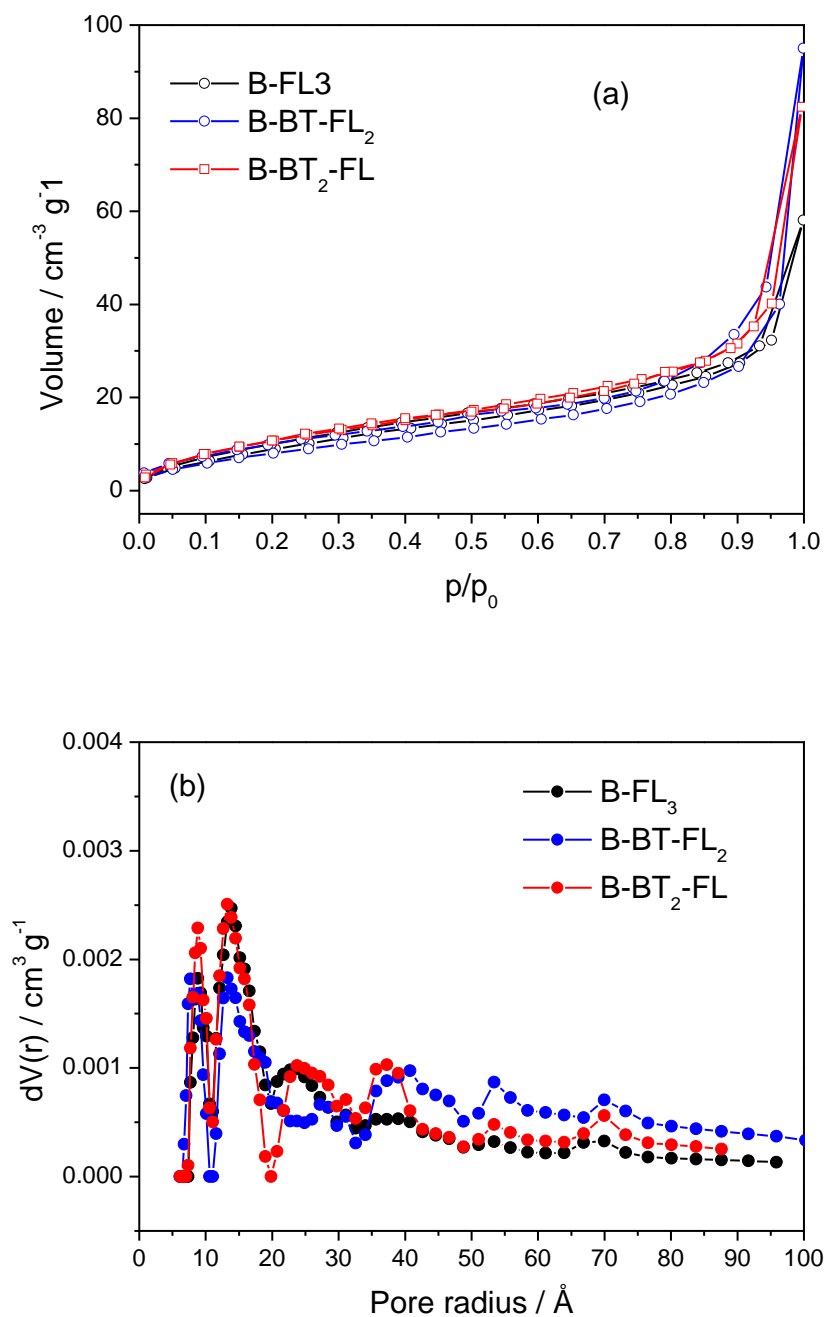 100
80
60
40
20
0
Volume / cm⁻³ g⁻1
B-FL3
B-BT-FL₂
B-BT₂-FL
(a)
0.0 0.1 0.2 0.3 0.4 0.5 0.6 0.7 0.8 0.9 1.0
p/p₀
0.004
0.003
0.002
0.001
0.000
dV(r) / cm³ g⁻¹
(b)
B-FL₃
B-BT-FL₂
B-BT₂-FL
0 10 20 30 40 50 60 70 80 90 100
Pore radius / Å